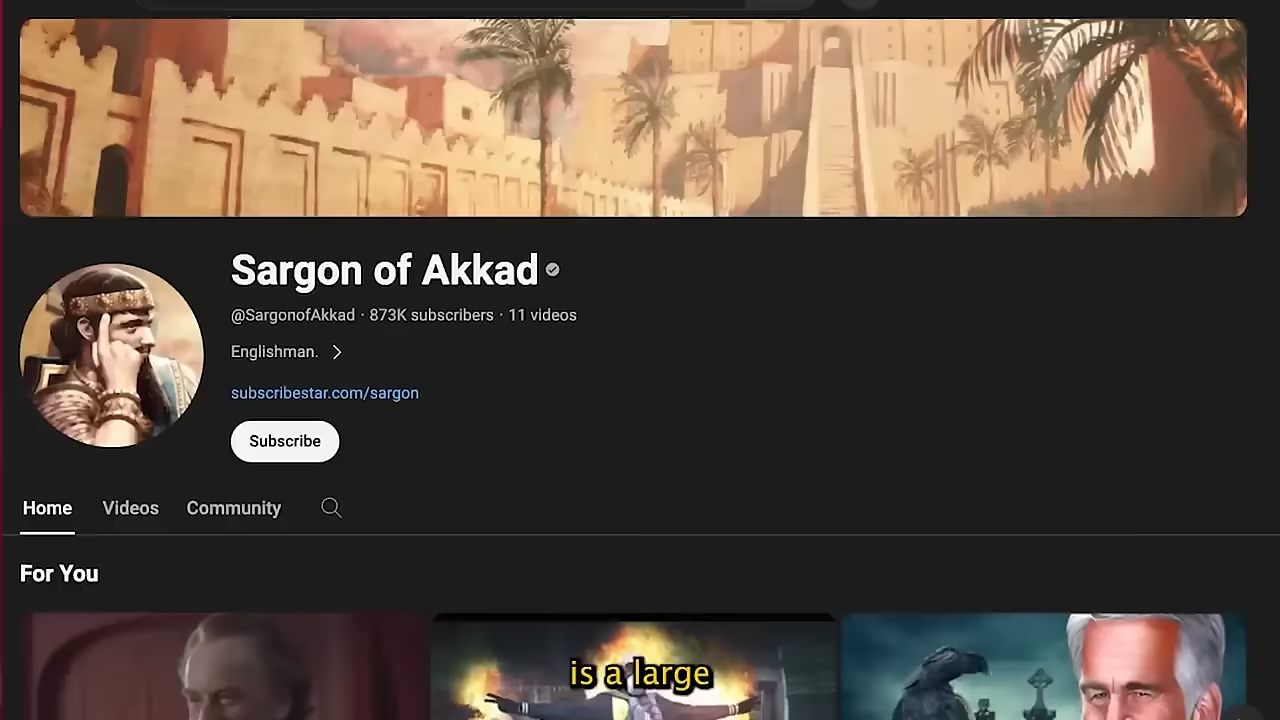 Sargon of Akkad
@SargonofAkkad · 873K subscribers · 11 videos
Englishman.
subscribestar.com/sargon
Subscribe
Home Videos Community
For You
is a large